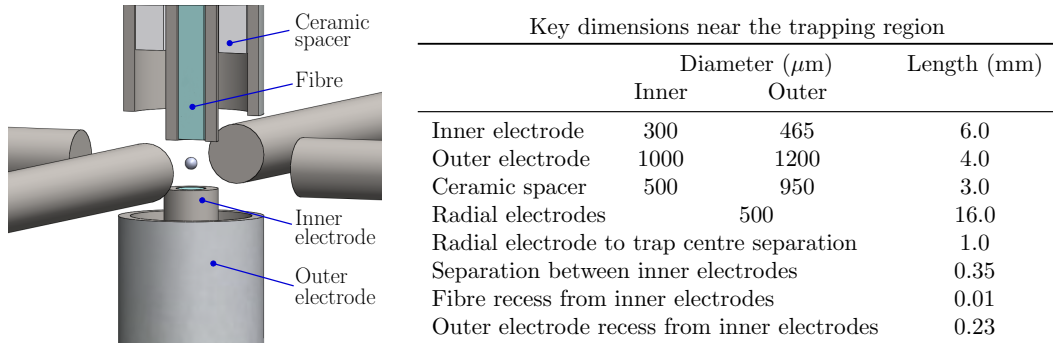 Ceramic
spacer
Fibre
Inner
electrode
Outer
electrode
Key dimensions near the trapping region
Diameter (μm) Length (mm)
Inner Outer
Inner electrode 300 465 6.0
Outer electrode 1000 1200 4.0
Ceramic spacer 500 950 3.0
Radial electrodes 500 16.0
Radial electrode to trap centre separation 1.0
Separation between inner electrodes 0.35
Fibre recess from inner electrodes 0.01
Outer electrode recess from inner electrodes 0.23